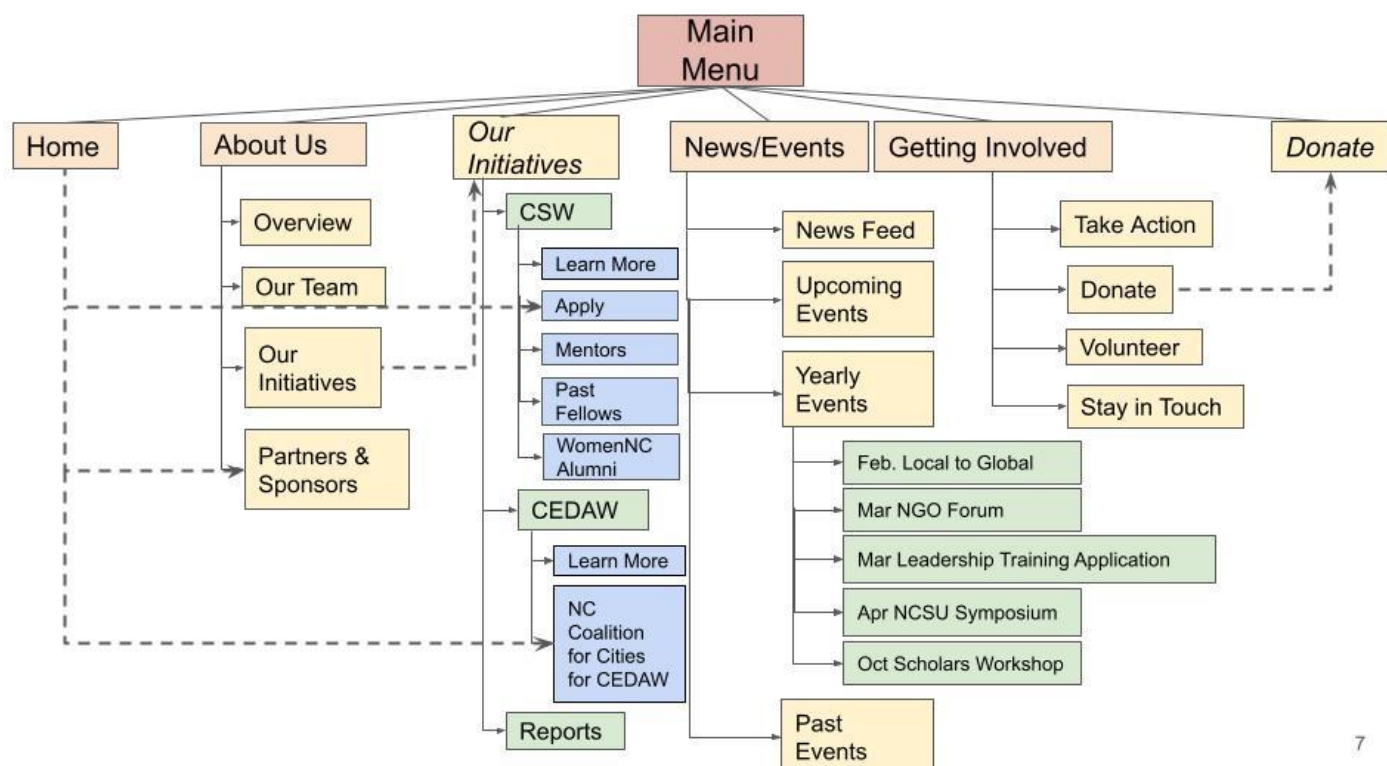 Main
Menu
Home
About Us
Our
Initiatives
News/Events
Getting Involved
Donate
Overview
Our Team
Our
Initiatives
Partners &
Sponsors
CSW
Learn More
Apply
Mentors
Past
Fellows
WomenNC
Alumni
CEDAW
Learn More
NC
Coalition
for Cities
for CEDAW
Reports
News Feed
Upcoming
Events
Yearly
Events
Feb. Local to Global
Mar NGO Forum
Mar Leadership Training Application
Apr NCSU Symposium
Oct Scholars Workshop
Past
Events
Take Action
Donate
Volunteer
Stay in Touch
7